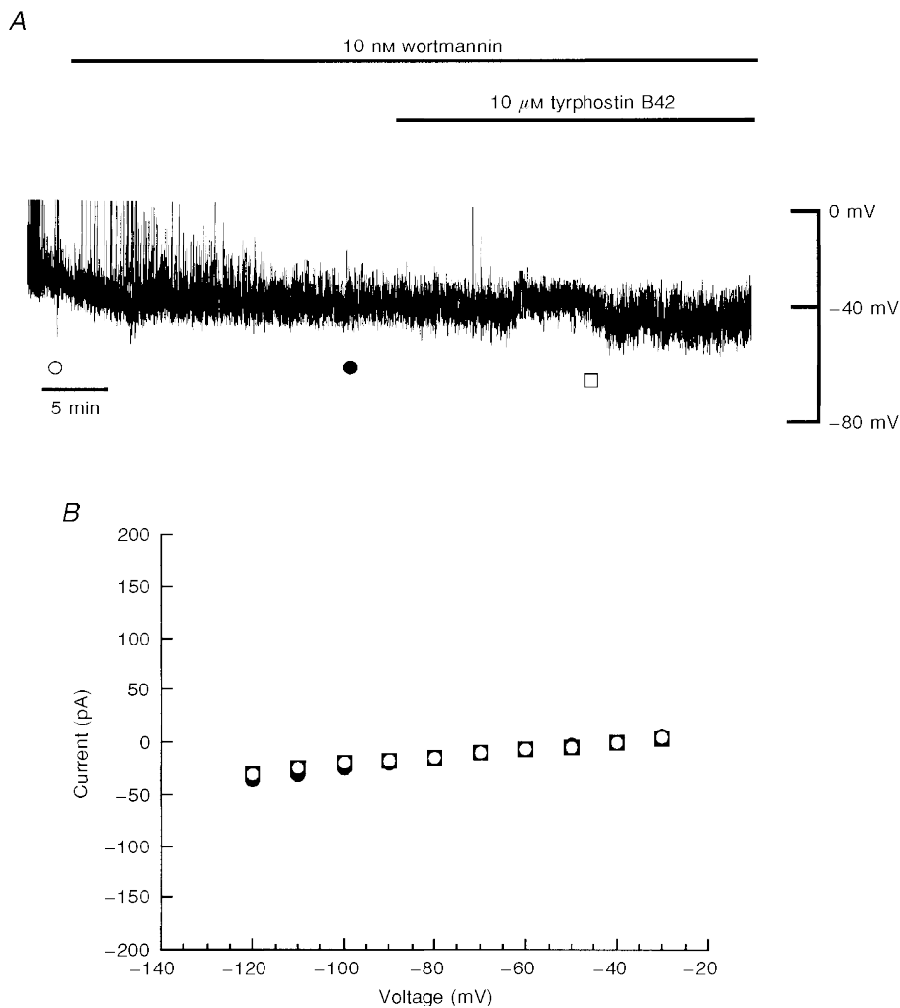 A
10 nM wortmannin
10 μM tyrphostin B42
0 mV
−40 mV
−80 mV
5 min
B
200
150
100
50
0
−50
−100
−150
−200
Current (pA)
−140 −120 −100 −80 −60 −40 −20
Voltage (mV)